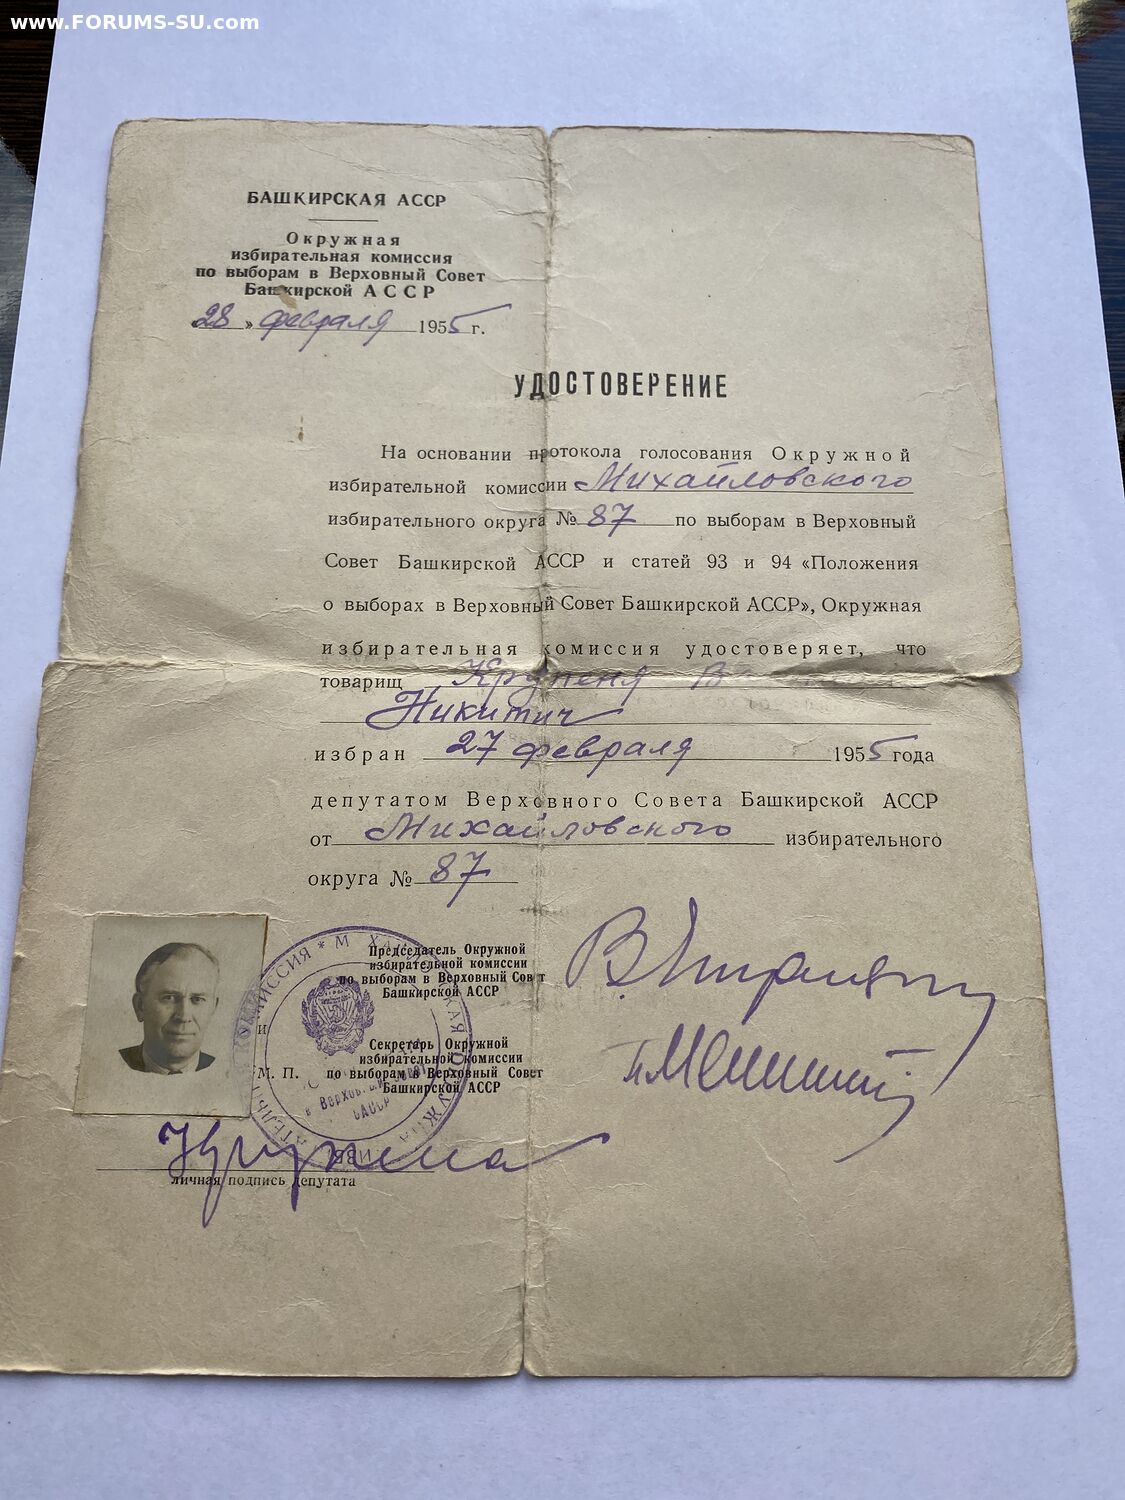 www.FORUMS-SU.com
БАШКИРСКАЯ АССР
Окружная
избирательная комиссия
по выборам в Верховный Совет
Башкирской АССР
28 » февраля 1955 г.
УДОСТОВЕРЕНИЕ
На основании протокола голосования Окружной
избирательной комиссии Михайловского
избирательного округа № 87 по выборам в Верховный
Совет Башкирской АССР и статей 93 и 94 «Положения
о выборах в Верховный Совет Башкирской АССР», Окружная
избирательная комиссия удостоверяет, что
товарищ Крупеня
Никитич
избран 27 февраля 1955 года
депутатом Верховного Совета Башкирской АССР
от Михайловского избирательного
округа № 87
Председатель Окружной
избирательной комиссии
по выборам в Верховный Совет
Башкирской АССР
и
Секретарь Окружной
избирательной комиссии
М. П. по выборам в Верховный Совет
Башкирской АССР
личная подпись депутата